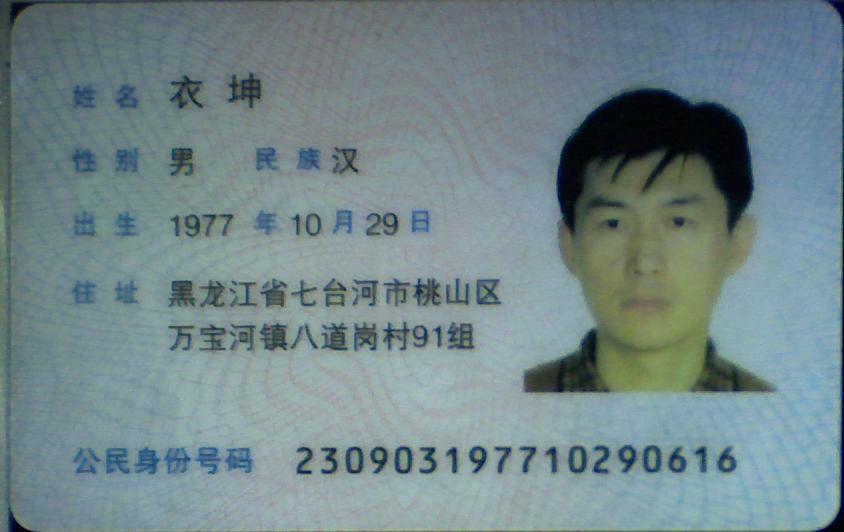 姓名 衣坤
性别 男 民族 汉
出生 1977 年 10 月 29 日
住址 黑龙江省七台河市桃山区
万宝河镇八道岗村91组
公民身份号码 230903197710290616